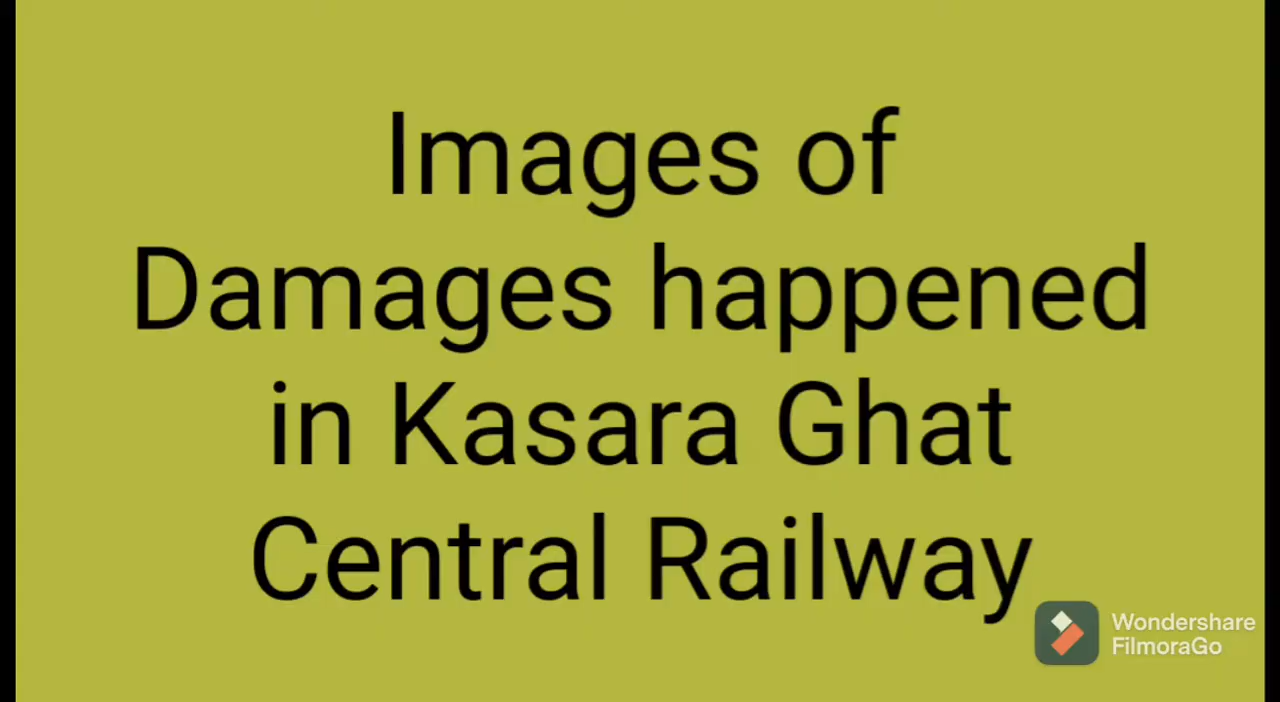 Images of
Damages happened
in Kasara Ghat
Central Railway
Wondershare
FilmoraGo